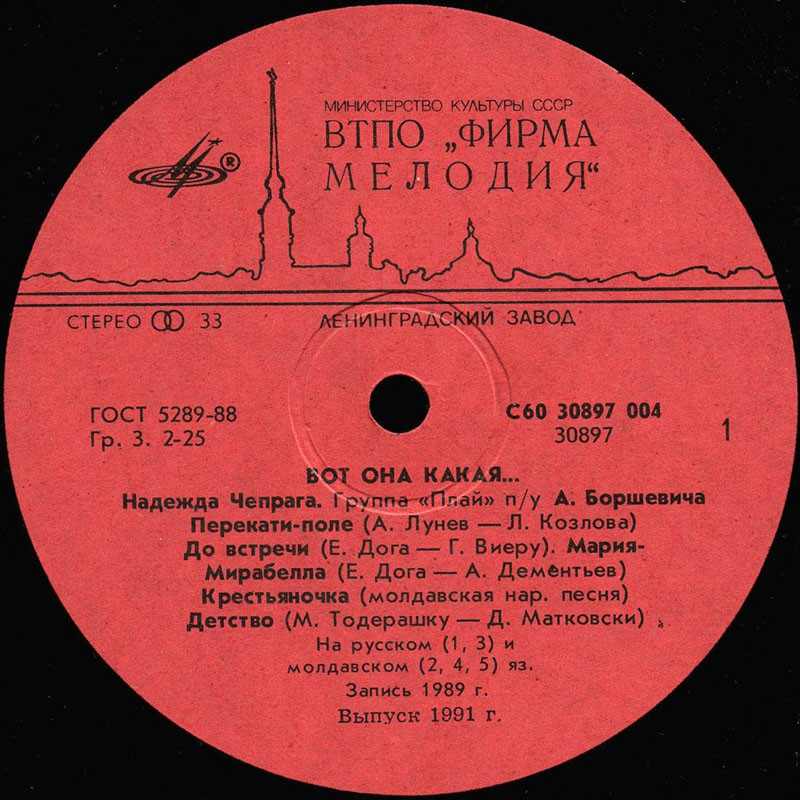 МИНИСТЕРСТВО КУЛЬТУРЫ СССР
ВТПО „ФИРМА
МЕЛОДИЯ“
®
СТЕРЕО 33
ЛЕНИНГРАДСКИЙ ЗАВОД
ГОСТ 5289-88
Гр. 3. 2-25
С60 30897 004
30897
1
ВОТ ОНА КАКАЯ...
Надежда Чепрага. Группа «Плай» п/у А. Боршевича
Перекати-поле (А. Лунев — Л. Козлова)
До встречи (Е. Дога — Г. Виеру). Мария-
Мирабелла (Е. Дога — А. Дементьев)
Крестьяночка (молдавская нар. песня)
Детство (М. Тодерашку — Д. Матковски)
На русском (1, 3) и
молдавском (2, 4, 5) яз.
Запись 1989 г.
Выпуск 1991 г.